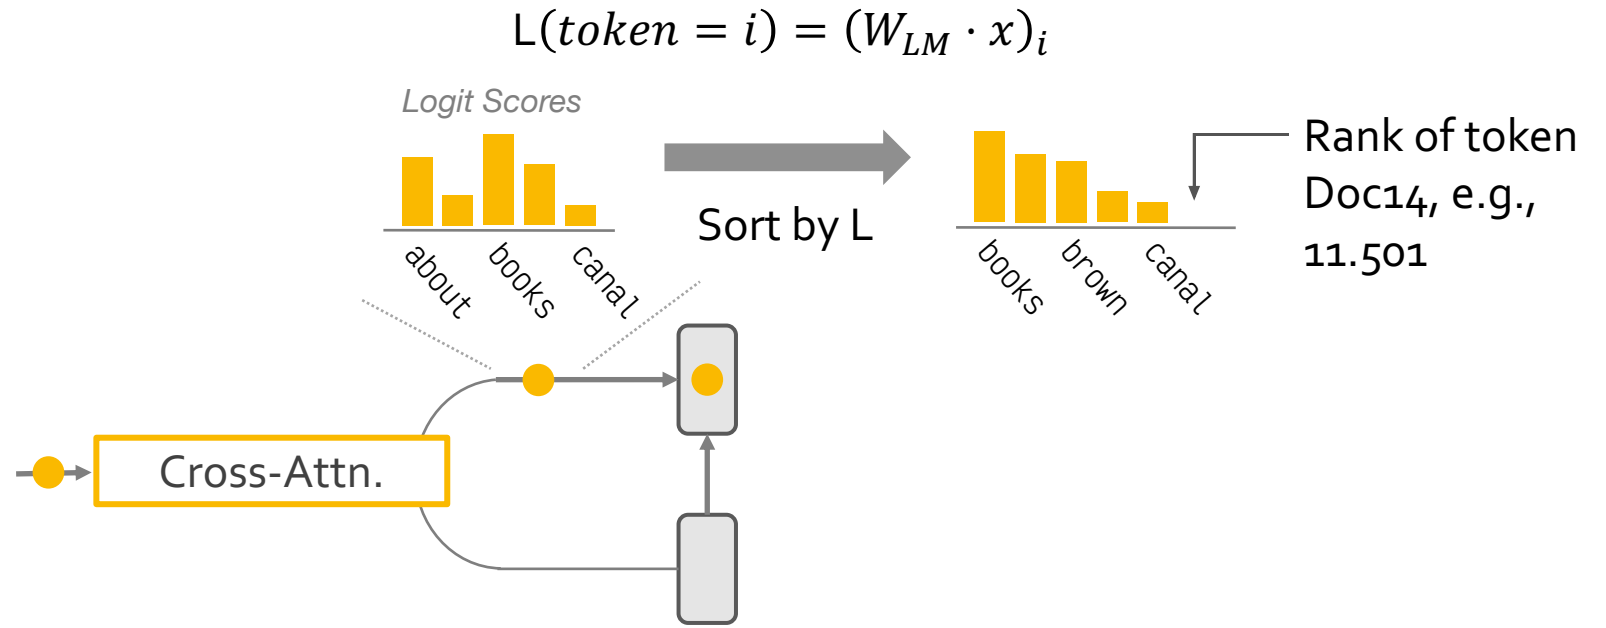 L(token = i) = (W_LM · x)_i
Logit Scores
about
books
canal
Sort by L
books
brown
canal
Rank of token
Doc14, e.g.,
11.501
Cross-Attn.